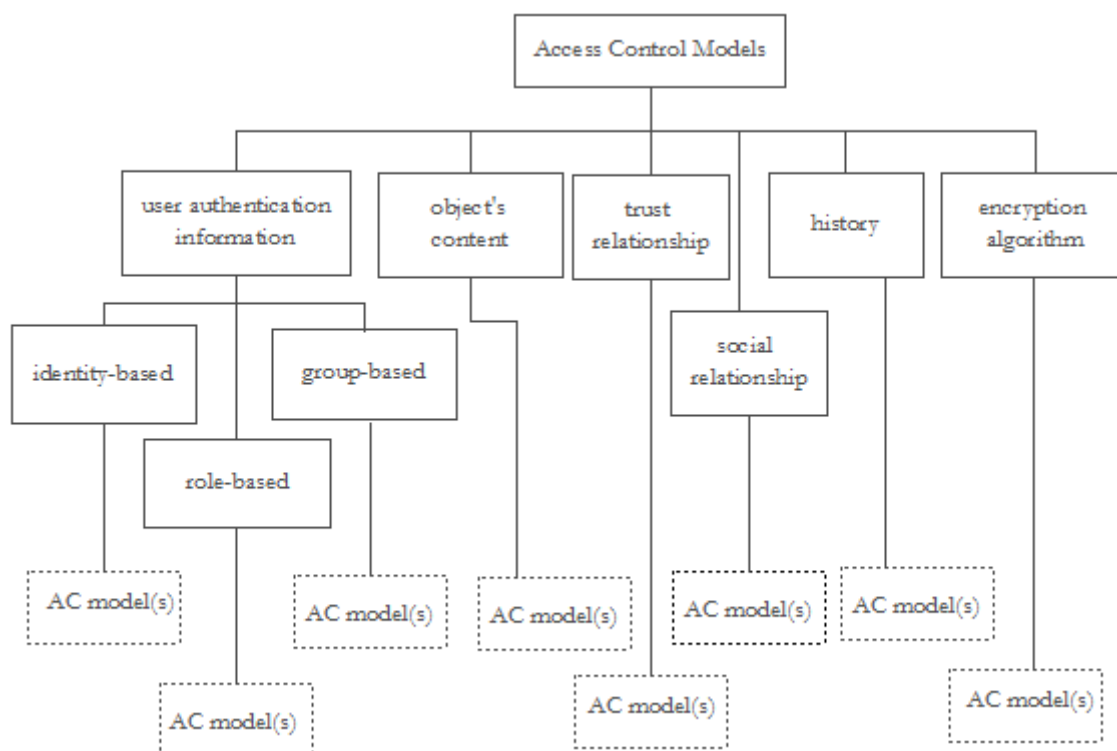 Access Control Models
user authentication
information
object's
content
trust
relationship
history
encryption
algorithm
identity-based
group-based
social
relationship
role-based
AC model(s)
AC model(s)
AC model(s)
AC model(s)
AC model(s)
AC model(s)
AC model(s)
AC model(s)